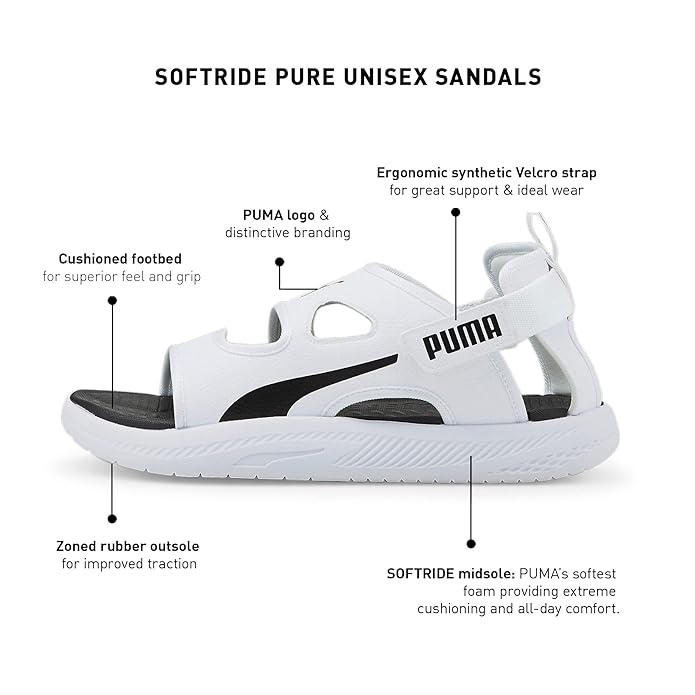 SOFTRIDE PURE UNISEX SANDALS
Ergonomic synthetic Velcro strap
for great support & ideal wear
PUMA logo &
distinctive branding
Cushioned footbed
for superior feel and grip
PUMA
Zoned rubber outsole
for improved traction
SOFTRIDE midsole: PUMA's softest
foam providing extreme
cushioning and all-day comfort.